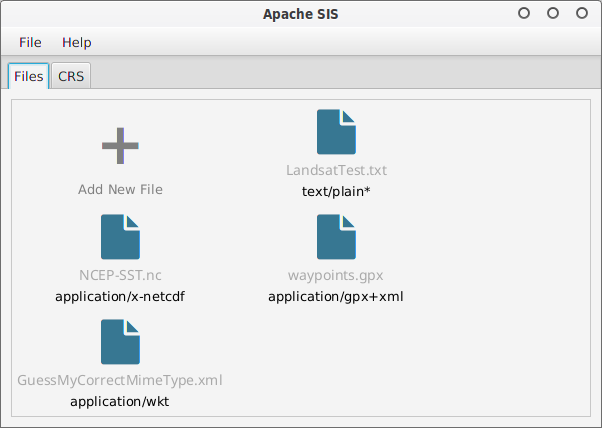 Apache SIS
File Help
Files CRS
Add New File
LandsatTest.txt
text/plain*
NCEP-SST.nc
application/x-netcdf
waypoints.gpx
application/gpx+xml
GuessMyCorrectMimeType.xml
application/wkt